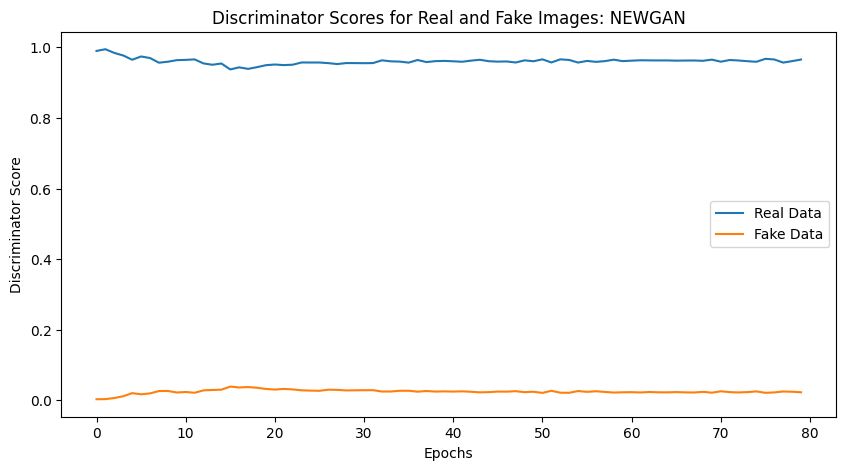 Discriminator Scores for Real and Fake Images: NEWGAN
Discriminator Score
1.0
0.8
0.6
0.4
0.2
0.0
Real Data
Fake Data
0 10 20 30 40 50 60 70 80
Epochs